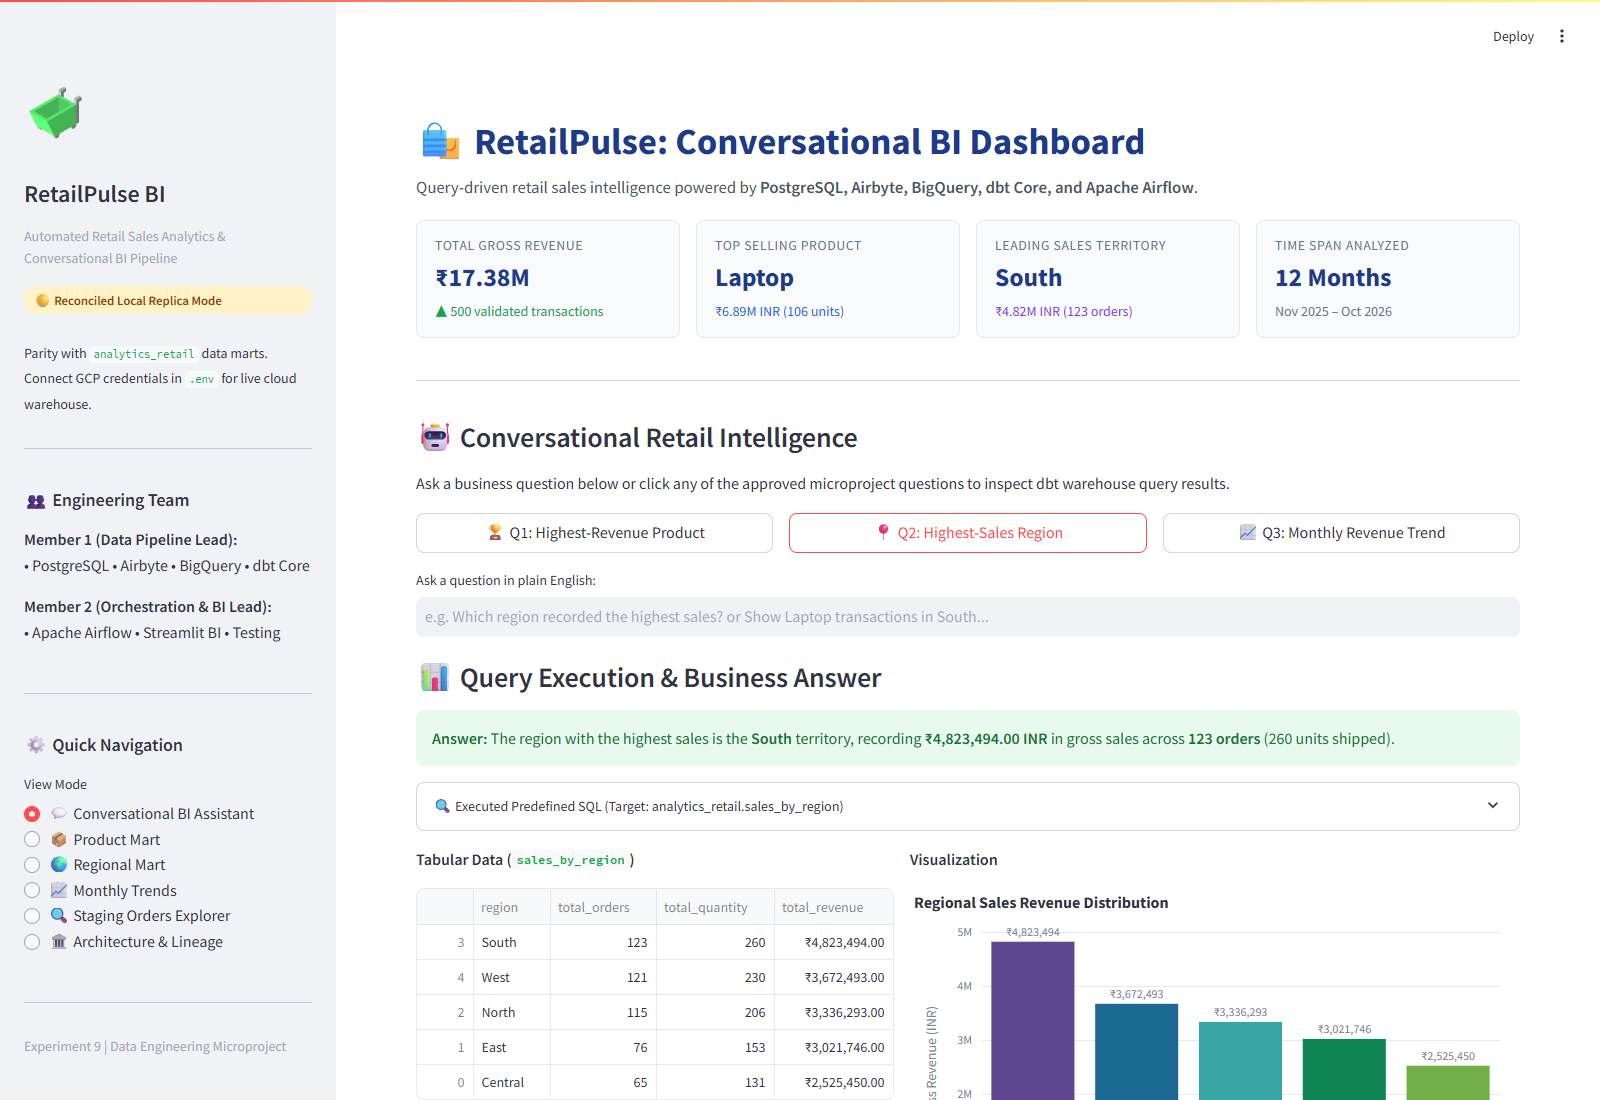 Deploy
RetailPulse BI
Automated Retail Sales Analytics &
Conversational BI Pipeline
Reconciled Local Replica Mode
Parity with analytics_retail data marts.
Connect GCP credentials in .env for live cloud
warehouse.
Engineering Team
Member 1 (Data Pipeline Lead):
• PostgreSQL • Airbyte • BigQuery • dbt Core
Member 2 (Orchestration & BI Lead):
• Apache Airflow • Streamlit BI • Testing
Quick Navigation
View Mode
Conversational BI Assistant
Product Mart
Regional Mart
Monthly Trends
Staging Orders Explorer
Architecture & Lineage
Experiment 9 | Data Engineering Microproject
RetailPulse: Conversational BI Dashboard
Query-driven retail sales intelligence powered by PostgreSQL, Airbyte, BigQuery, dbt Core, and Apache Airflow.
TOTAL GROSS REVENUE
₹17.38M
▲ 500 validated transactions
TOP SELLING PRODUCT
Laptop
₹6.89M INR (106 units)
LEADING SALES TERRITORY
South
₹4.82M INR (123 orders)
TIME SPAN ANALYZED
12 Months
Nov 2025 – Oct 2026
Conversational Retail Intelligence
Ask a business question below or click any of the approved microproject questions to inspect dbt warehouse query results.
Q1: Highest-Revenue Product
Q2: Highest-Sales Region
Q3: Monthly Revenue Trend
Ask a question in plain English:
e.g. Which region recorded the highest sales? or Show Laptop transactions in South...
Query Execution & Business Answer
Answer: The region with the highest sales is the South territory, recording ₹4,823,494.00 INR in gross sales across 123 orders (260 units shipped).
Executed Predefined SQL (Target: analytics_retail.sales_by_region)
Tabular Data ( sales_by_region )
region total_orders total_quantity total_revenue
3 South 123 260 ₹4,823,494.00
4 West 121 230 ₹3,672,493.00
2 North 115 206 ₹3,336,293.00
1 East 76 153 ₹3,021,746.00
0 Central 65 131 ₹2,525,450.00
Visualization
Regional Sales Revenue Distribution
5M
4M
3M
2M
ss Revenue (INR)
₹4,823,494
₹3,672,493
₹3,336,293
₹3,021,746
₹2,525,450